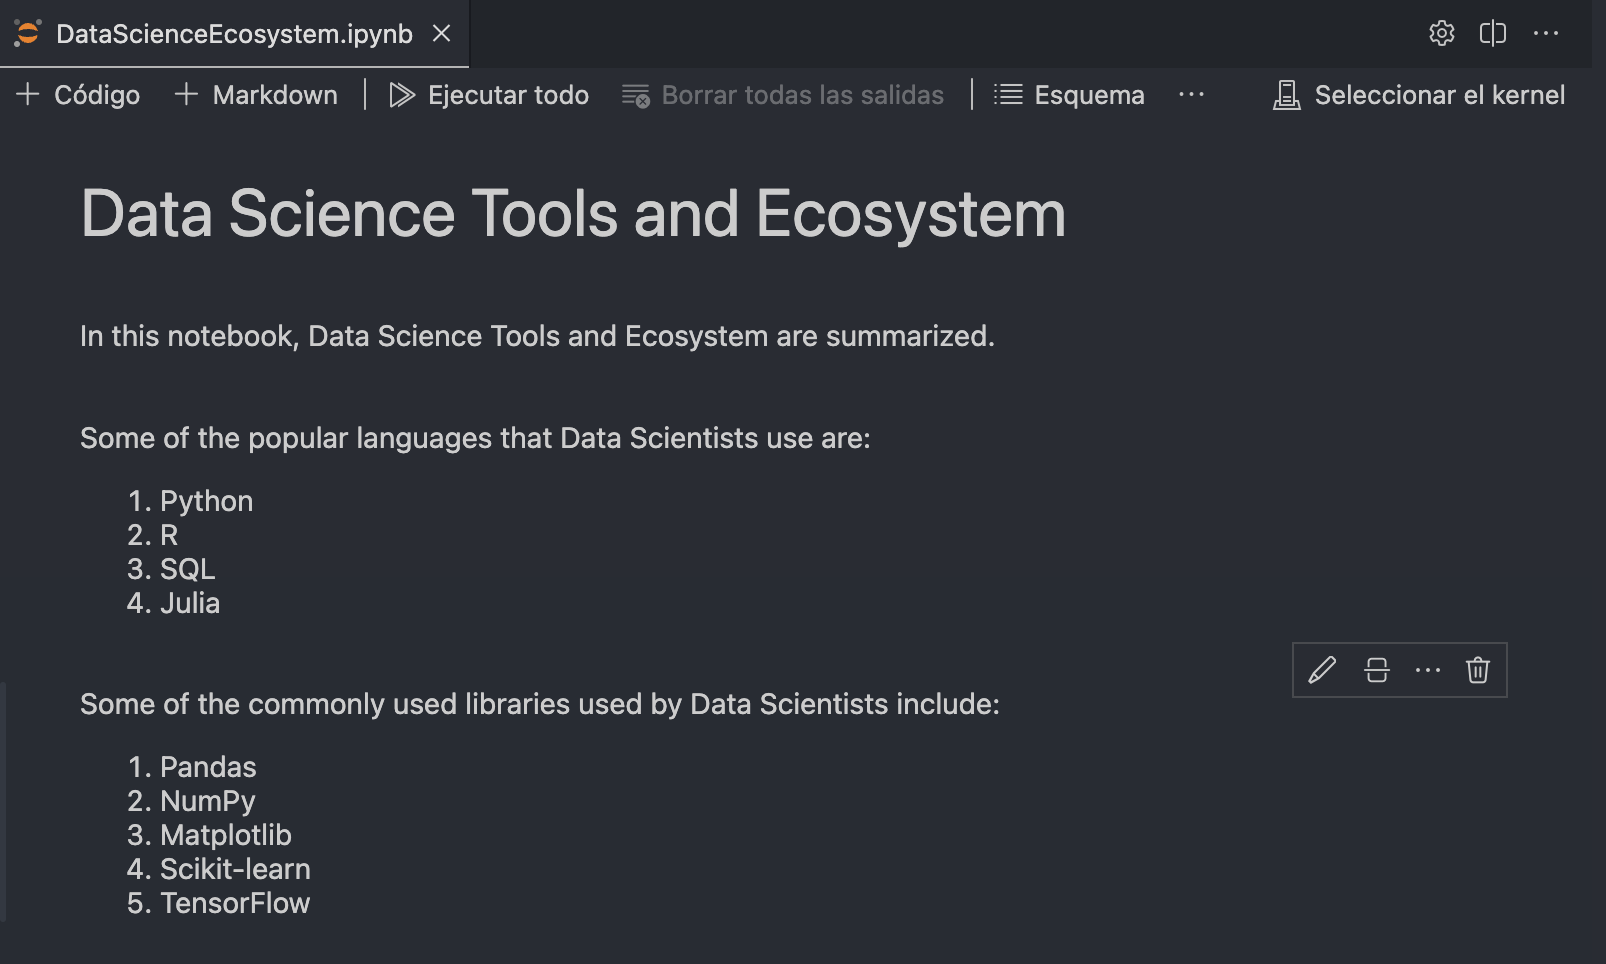 DataScienceEcosystem.ipynb
Código Markdown Ejecutar todo Borrar todas las salidas Esquema Seleccionar el kernel
Data Science Tools and Ecosystem
In this notebook, Data Science Tools and Ecosystem are summarized.
Some of the popular languages that Data Scientists use are:
1. Python
2. R
3. SQL
4. Julia
Some of the commonly used libraries used by Data Scientists include:
1. Pandas
2. NumPy
3. Matplotlib
4. Scikit-learn
5. TensorFlow